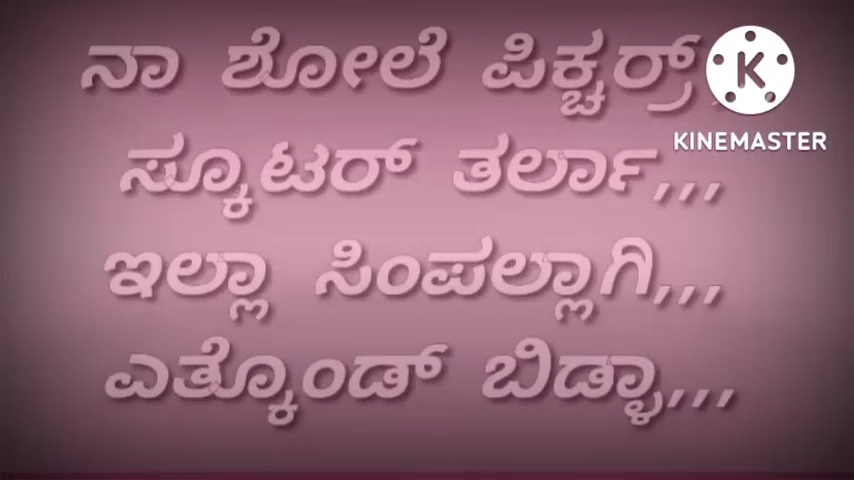 ನಾ ಶೋಲೆ ಪಿಕ್ಚರ್ರ್,
ಸ್ಕೂಟರ್ ತರ್ಲಾ,,,
ಇಲ್ಲಾ ಸಿಂಪಲ್ಲಾಗಿ,,,
ಎತ್ಕೊಂಡ್ ಬಿಡ್ಳಾ,,,
KINEMASTER